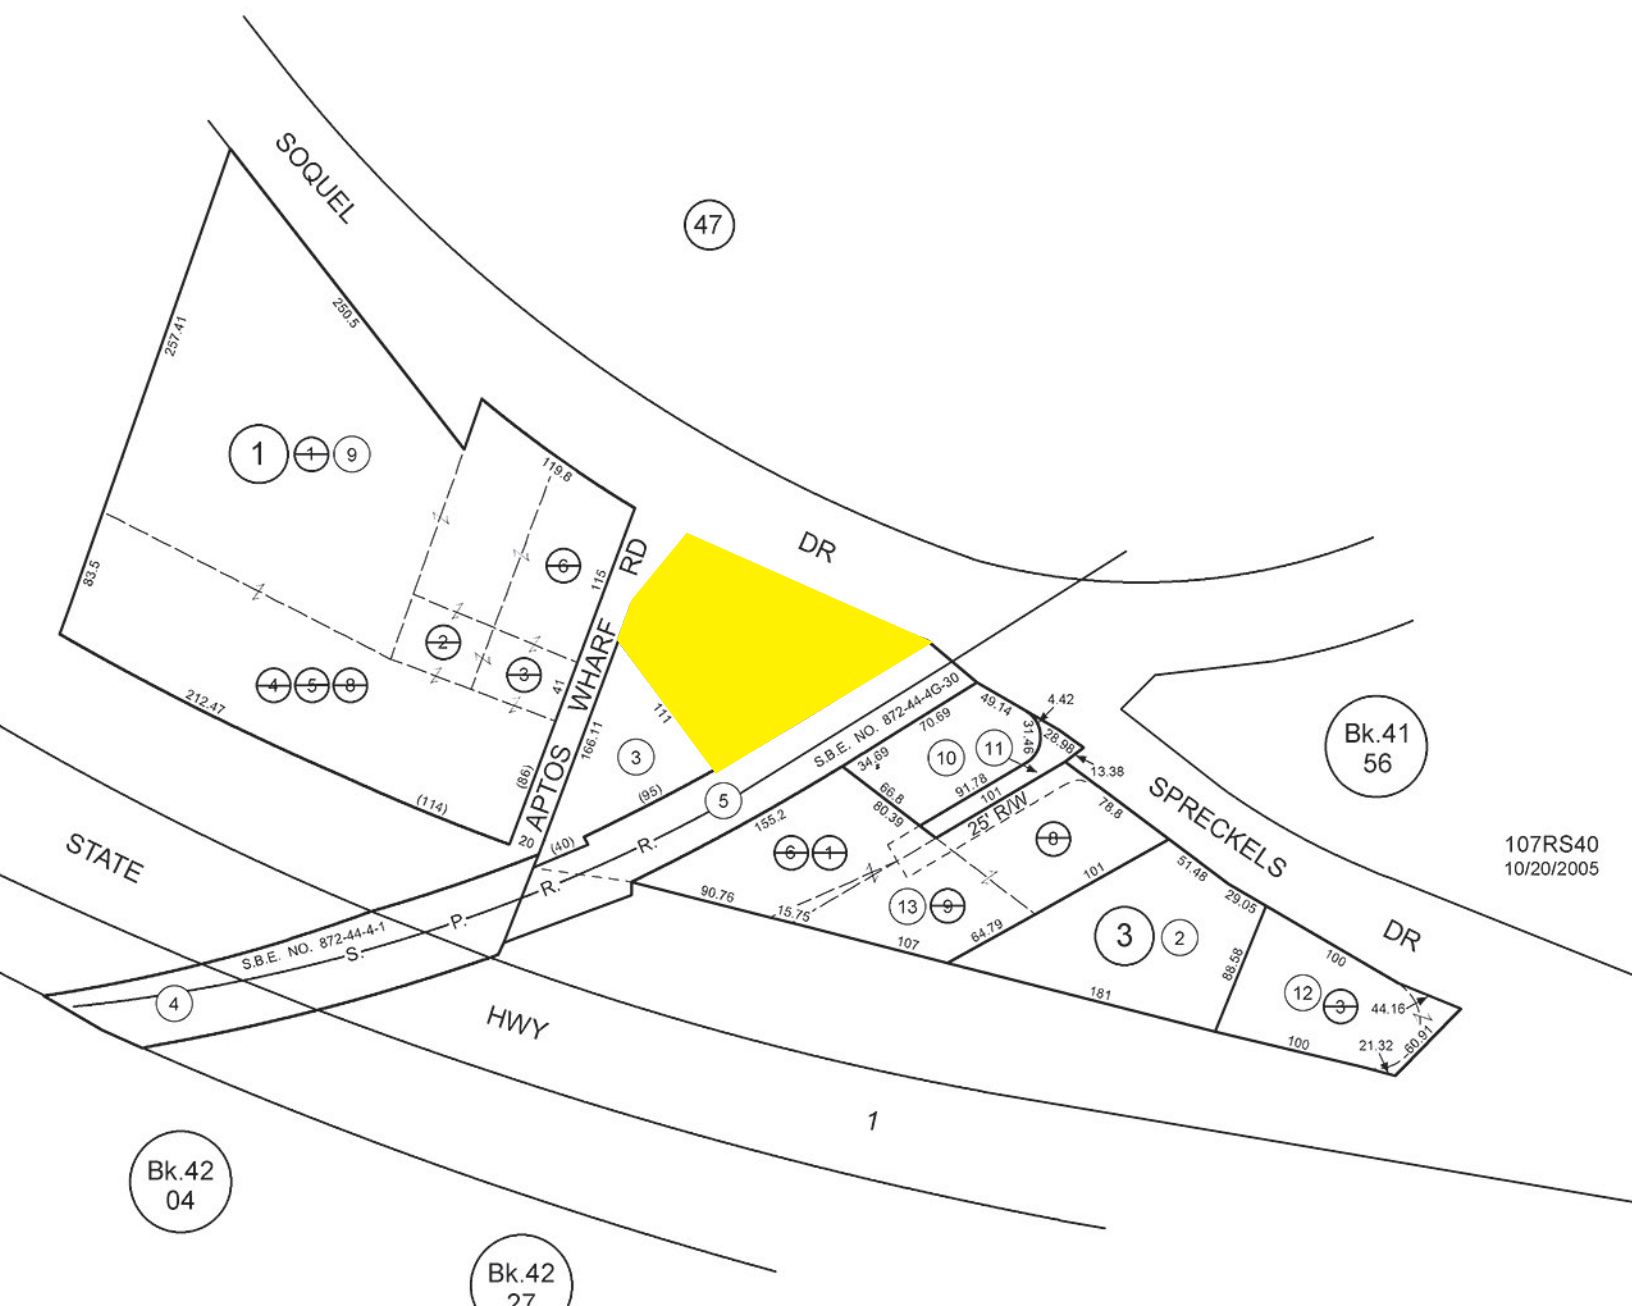 SOQUEL
47
257.41
250.5
1 1 9
119.8
6
115
RD
DR
83.5
2
3
4 5 8
41
212.47
WHARF
166.11
111
3
(86)
(114)
(95)
APTOS
20
(40)
5
S.B.E. NO. 872-44-4G-30
70.69
49.14
4.42
31.46
28.98
10
11
34.69
13.38
91.78
101
66.8
80.39
25' R/W
78.8
155.2
6 1
8
R.
R.
P.
S.
90.76
15.75
13 9
101
107
64.79
51.48
29.05
3 2
88.58
181
100
12 3
44.16
60.91
21.32
100
SPRECKELS
DR
Bk.41
56
107RS40
10/20/2005
STATE
S.B.E. NO. 872-44-4-1
4
HWY
1
Bk.42
04
Bk.42
27